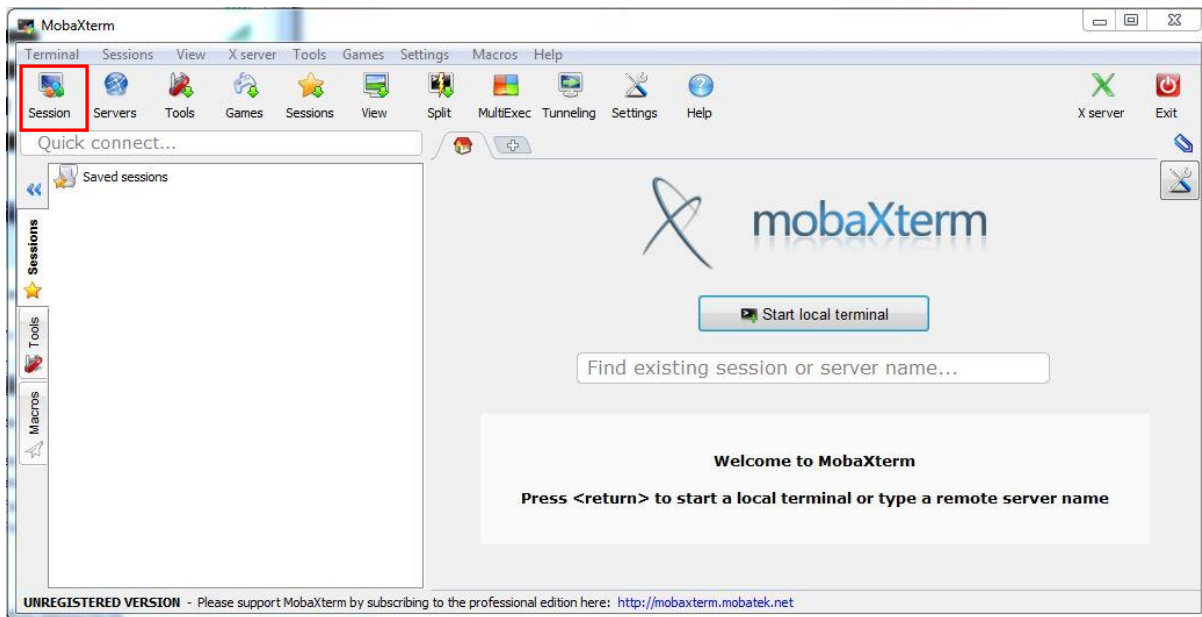 MobaXterm
Terminal Sessions View X server Tools Games Settings Macros Help
Session Servers Tools Games Sessions View Split MultiExec Tunneling Settings Help X server Exit
Quick connect...
Saved sessions
Sessions
Tools
Macros
mobaXterm
Start local terminal
Find existing session or server name...
Welcome to MobaXterm
Press <return> to start a local terminal or type a remote server name
UNREGISTERED VERSION - Please support MobaXterm by subscribing to the professional edition here: http://mobaxterm.mobatek.net